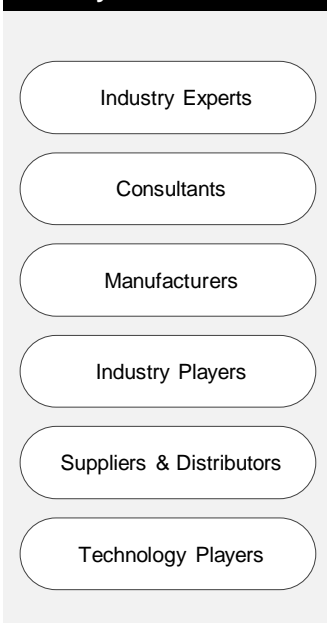 Industry Experts
Consultants
Manufacturers
Industry Players
Suppliers & Distributors
Technology Players